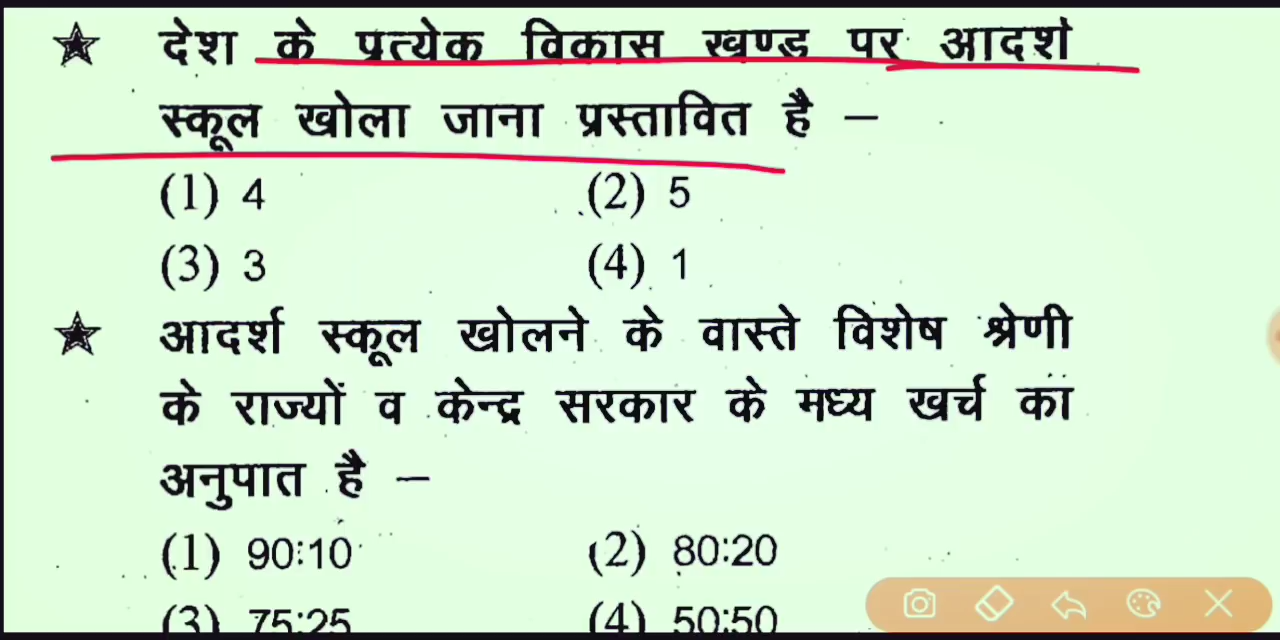 ★ देश के प्रत्येक विकास खण्ड पर आदर्श
स्कूल खोला जाना प्रस्तावित है –
(1) 4 (2) 5
(3) 3 (4) 1
★ आदर्श स्कूल खोलने के वास्ते विशेष श्रेणी
के राज्यों व केन्द्र सरकार के मध्य खर्च का
अनुपात है –
(1) 90:10 (2) 80:20
(3) 75:25 (4) 50:50